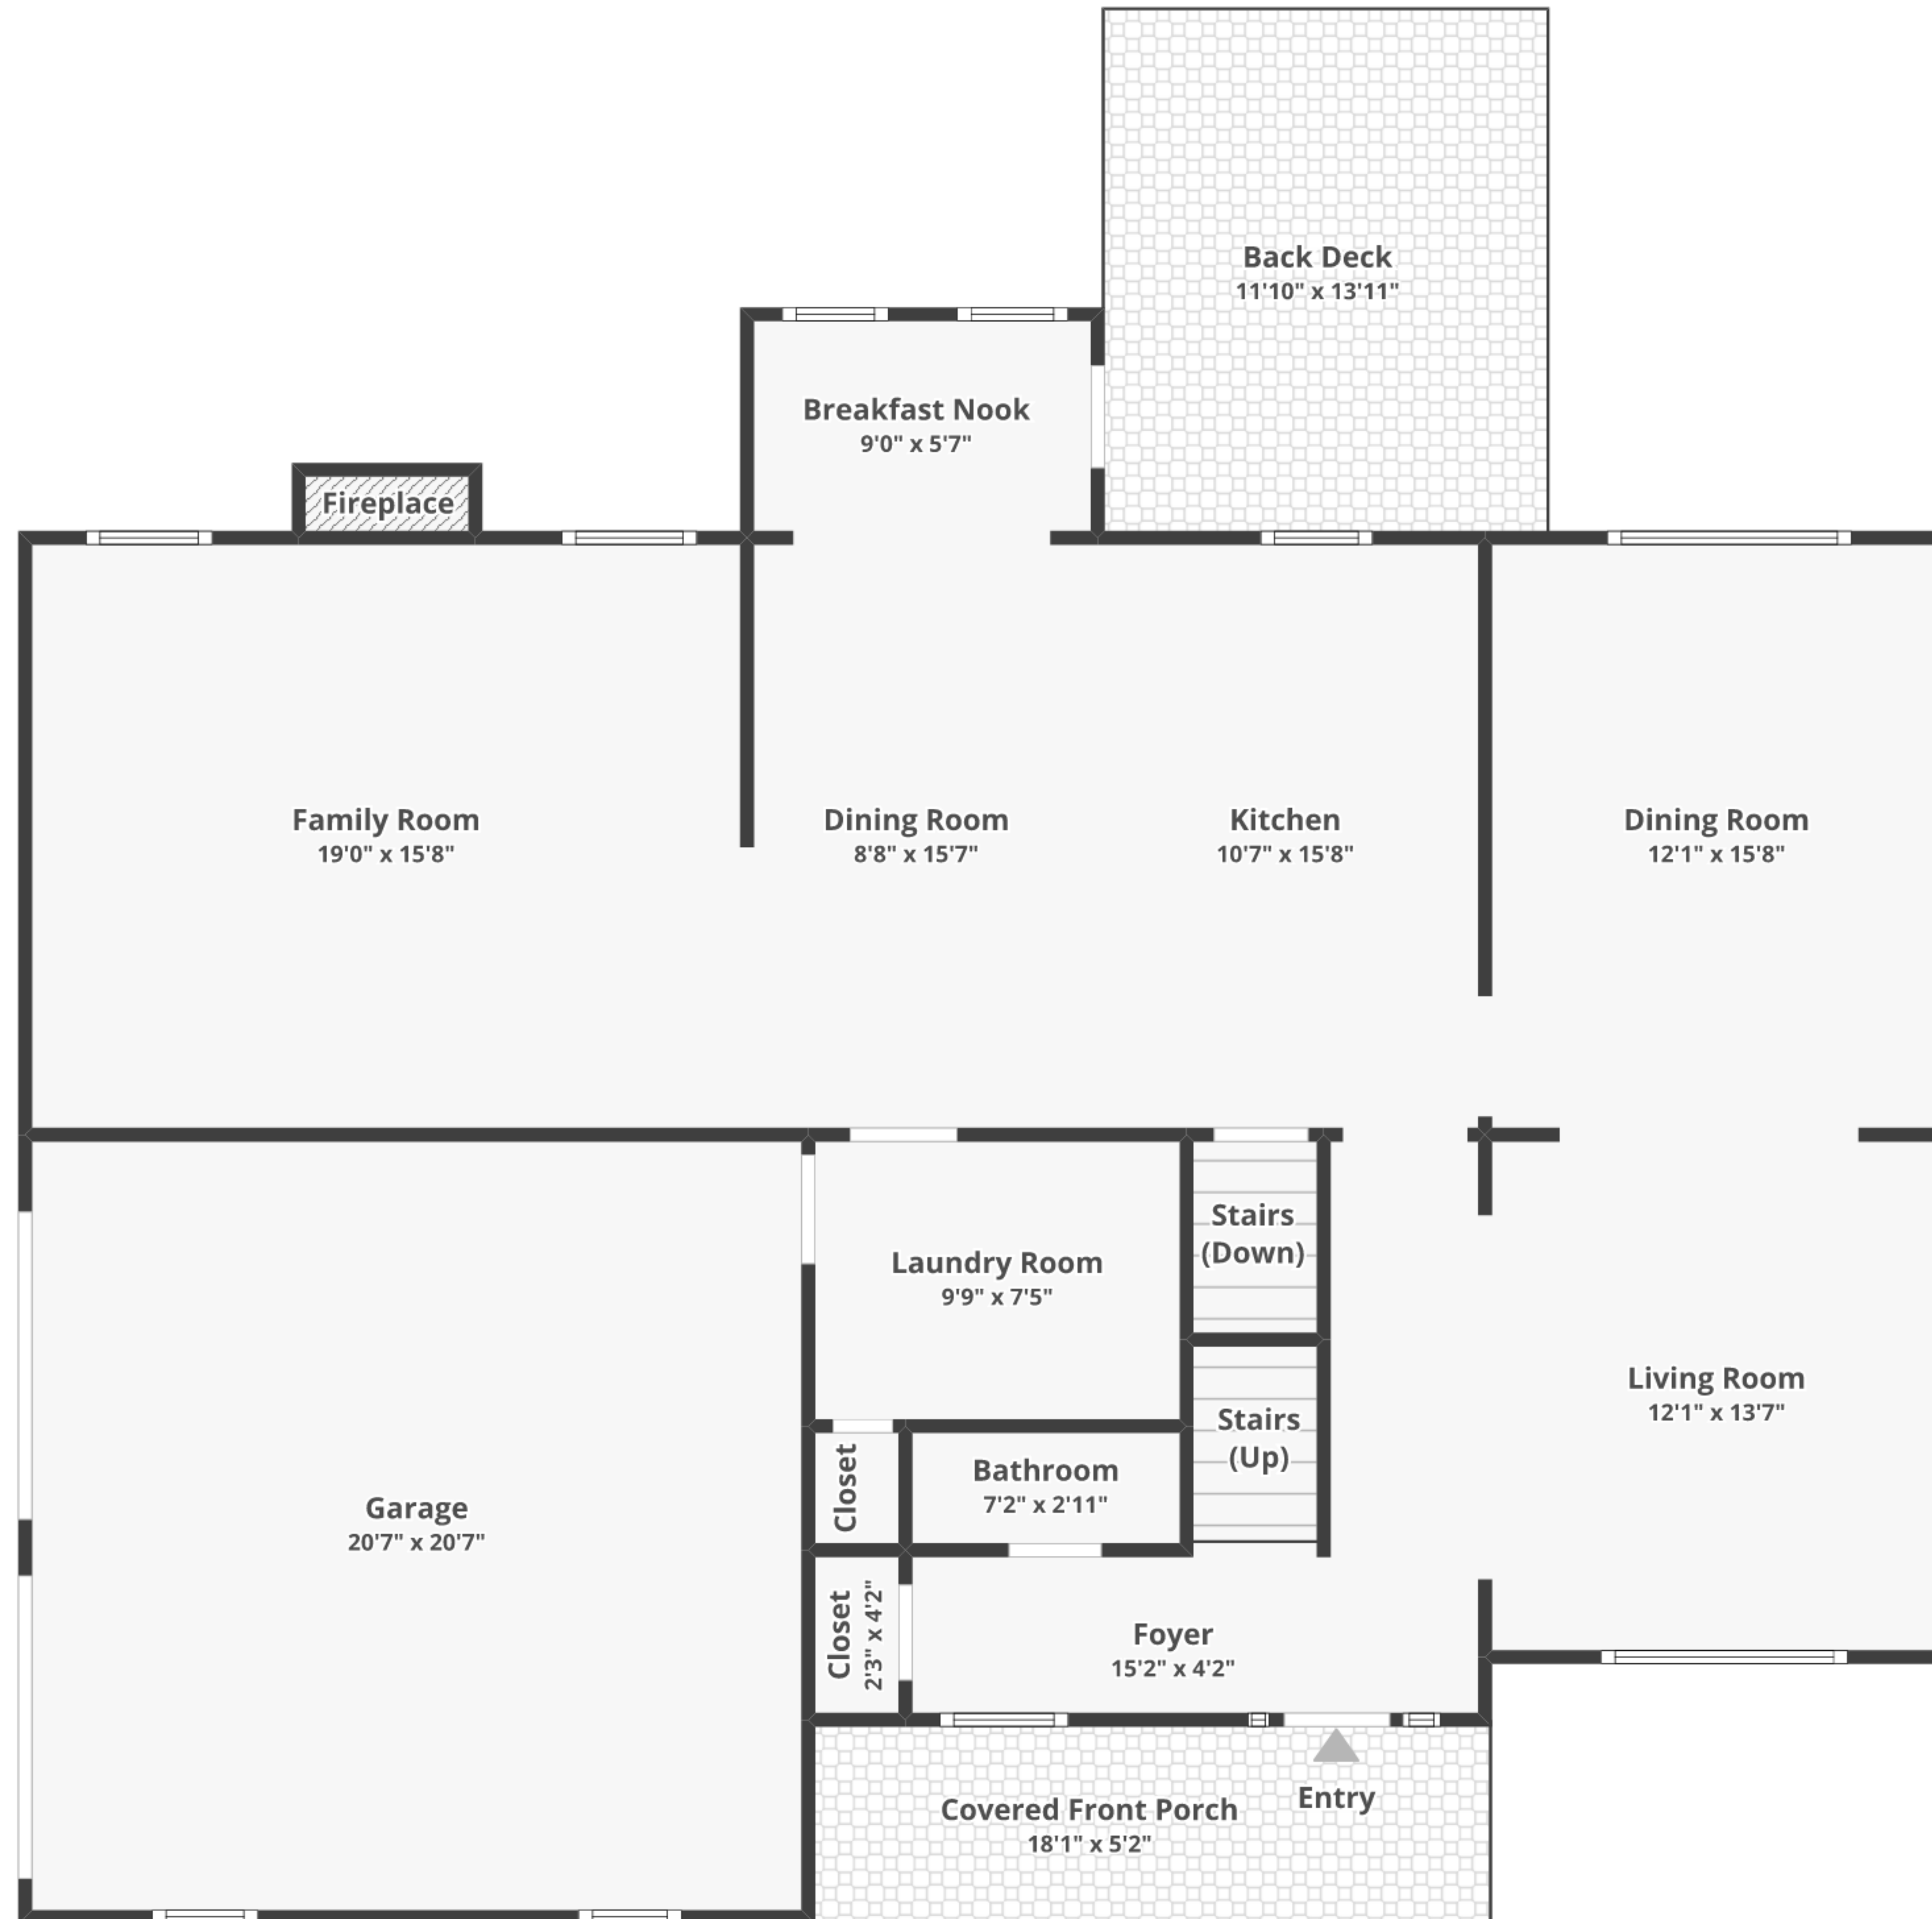 Back Deck
11'10" x 13'11"
Breakfast Nook
9'0" x 5'7"
Fireplace
Family Room
19'0" x 15'8"
Dining Room
8'8" x 15'7"
Kitchen
10'7" x 15'8"
Dining Room
12'1" x 15'8"
Stairs
(Down)
Laundry Room
9'9" x 7'5"
Living Room
12'1" x 13'7"
Stairs
(Up)
Closet
Bathroom
7'2" x 2'11"
Garage
20'7" x 20'7"
Closet
2'3" x 4'2"
Foyer
15'2" x 4'2"
Entry
Covered Front Porch
18'1" x 5'2"